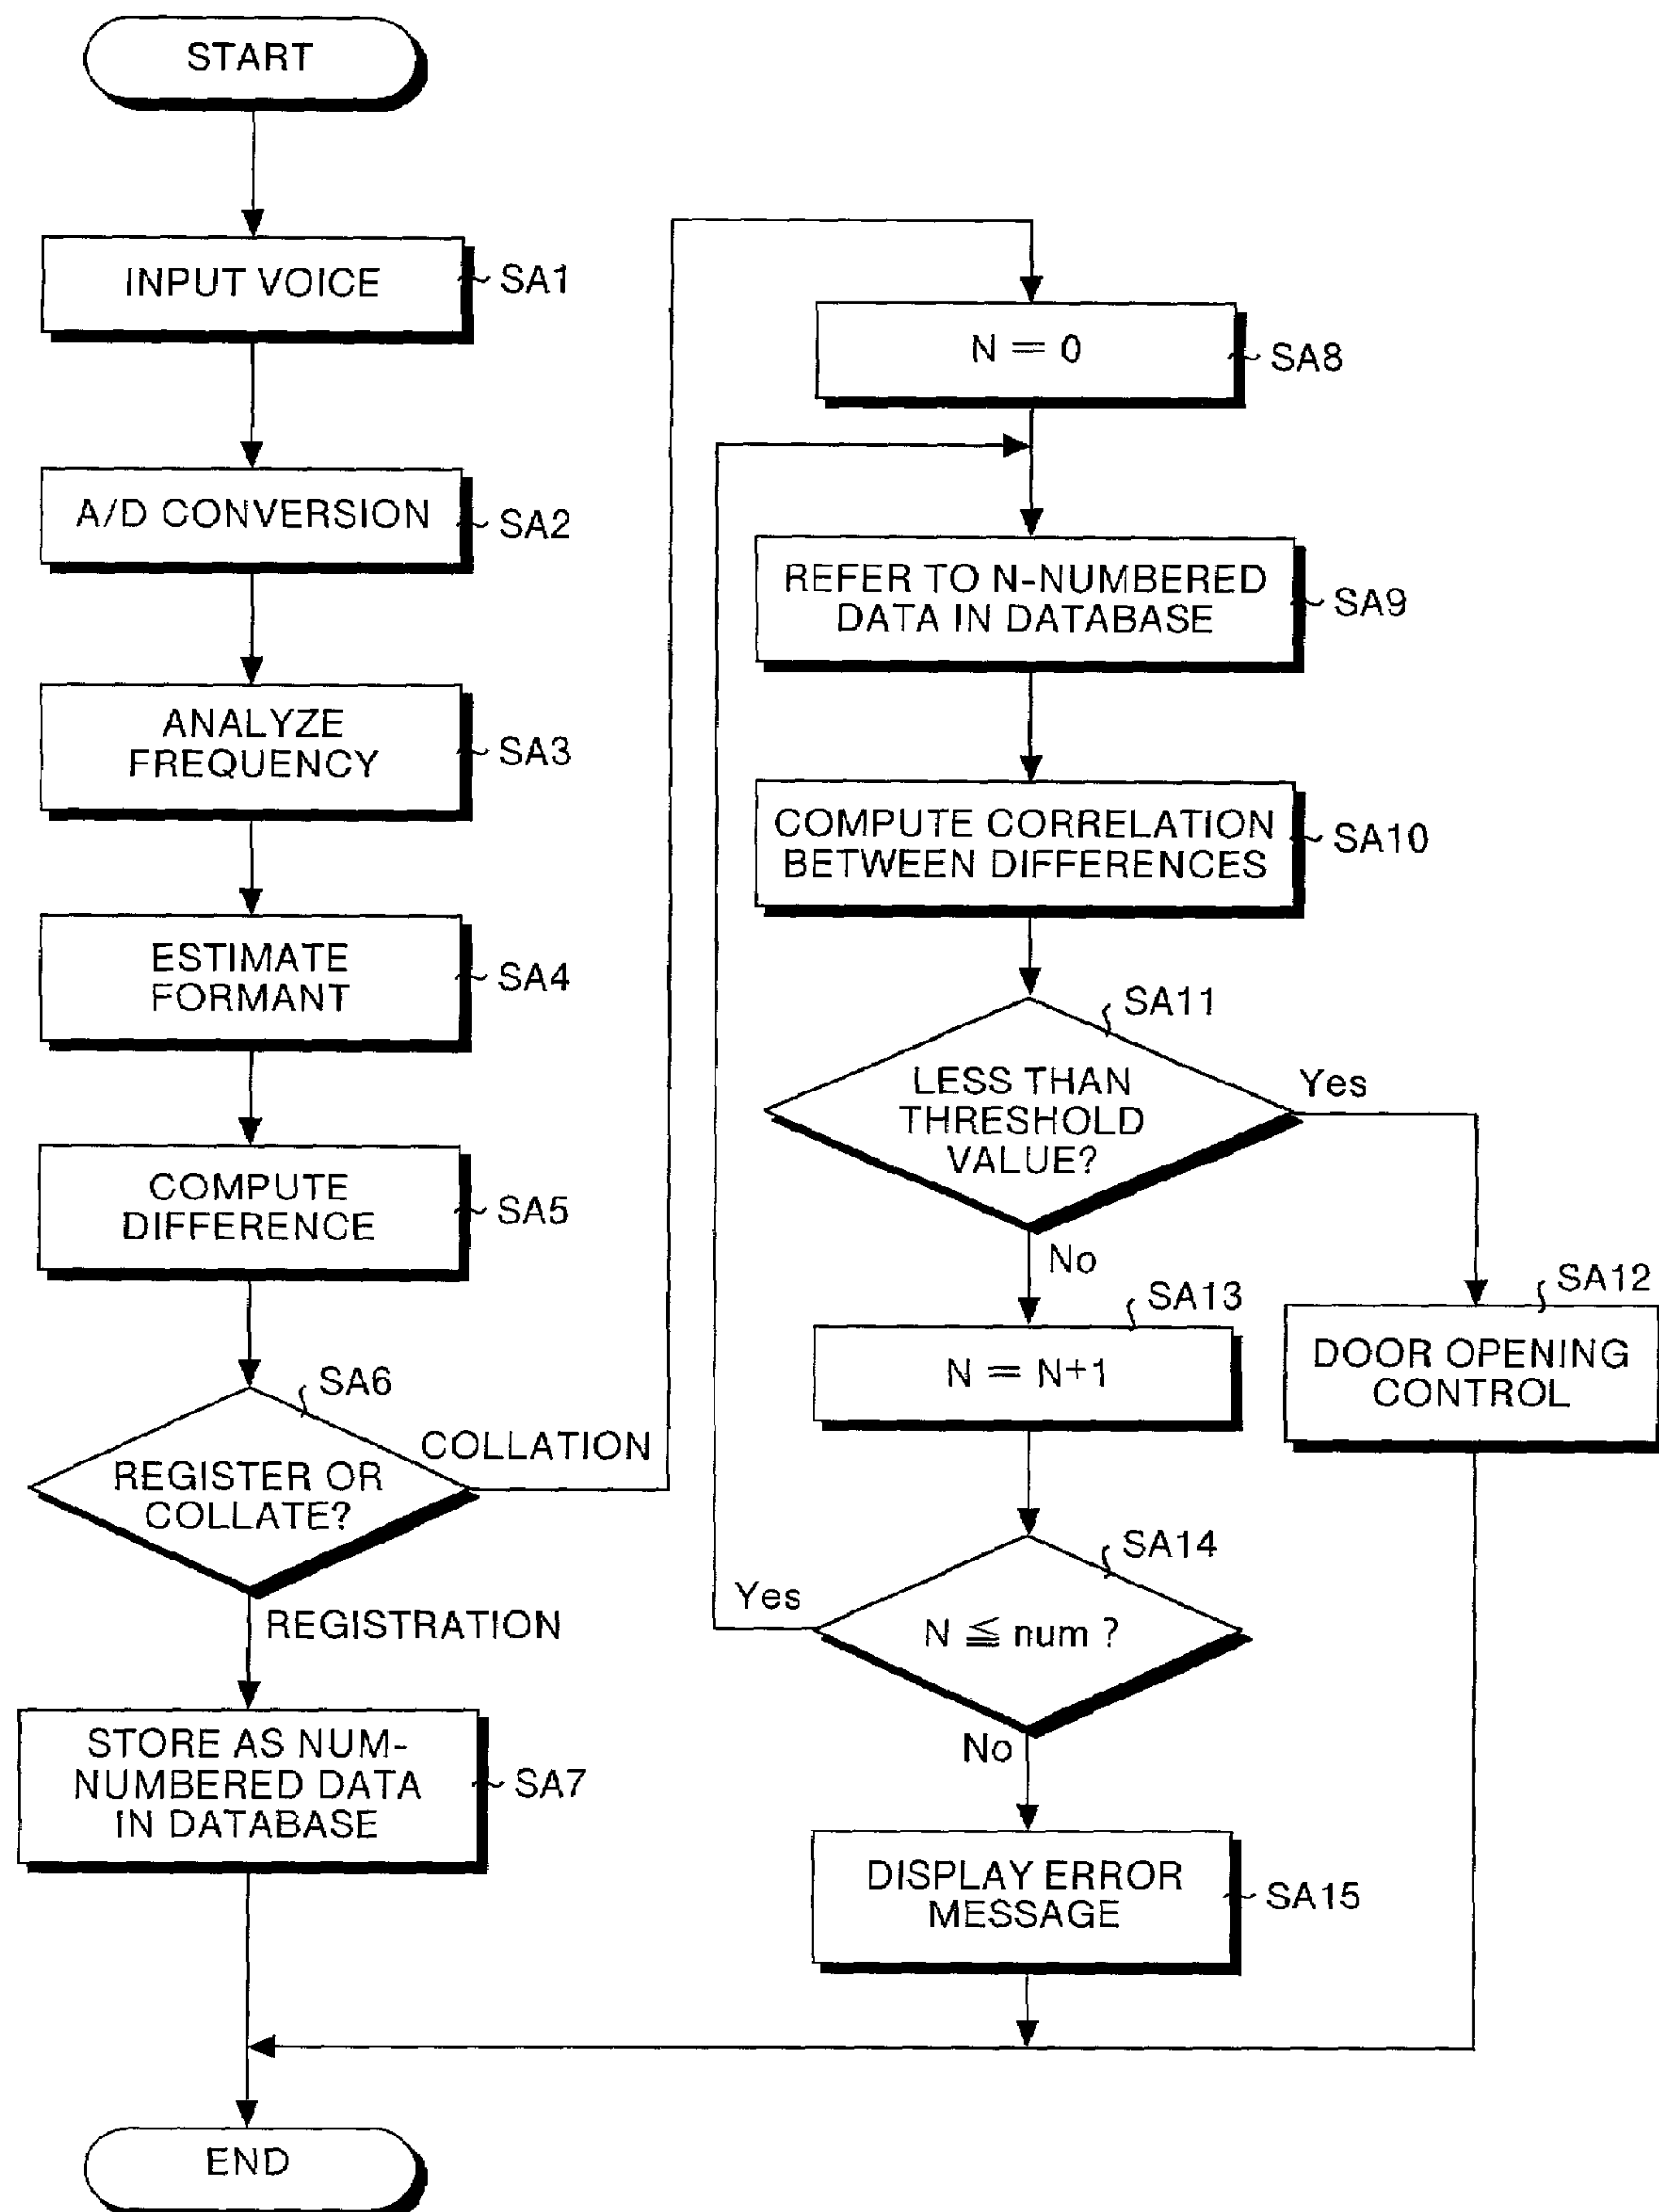 START
INPUT VOICE
SA1
A/D CONVERSION
SA2
ANALYZE
FREQUENCY
SA3
ESTIMATE
FORMANT
SA4
COMPUTE
DIFFERENCE
SA5
SA6
REGISTER OR
COLLATE?
COLLATION
REGISTRATION
STORE AS NUM-
NUMBERED DATA
IN DATABASE
SA7
N = 0
SA8
REFER TO N-NUMBERED
DATA IN DATABASE
SA9
COMPUTE CORRELATION
BETWEEN DIFFERENCES
SA10
SA11
LESS THAN
THRESHOLD
VALUE?
Yes
No
SA12
DOOR OPENING
CONTROL
SA13
N = N+1
SA14
N ≦ num ?
Yes
No
DISPLAY ERROR
MESSAGE
SA15
END